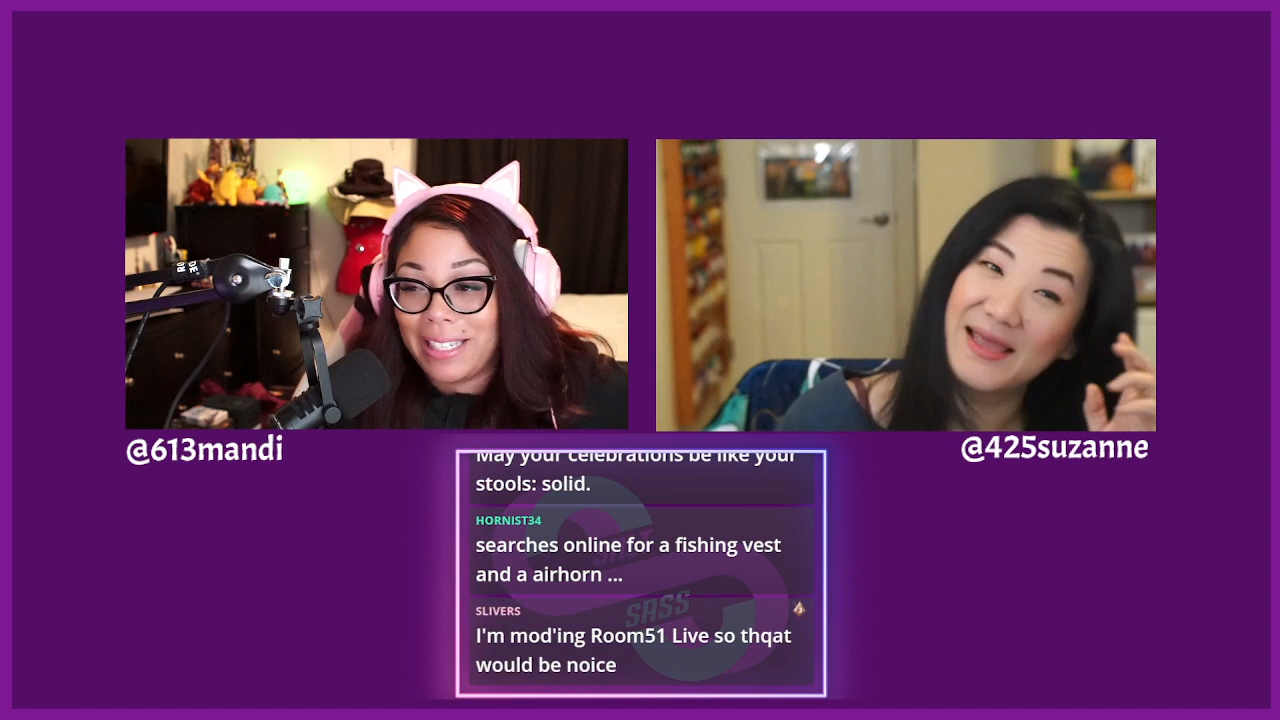 @613mandi
@425suzanne
May your celebrations be like your
stools: solid.
HORNIST34
searches online for a fishing vest
and a airhorn ...
SLIVERS
I'm mod'ing Room51 Live so thqat
would be noice
SASS